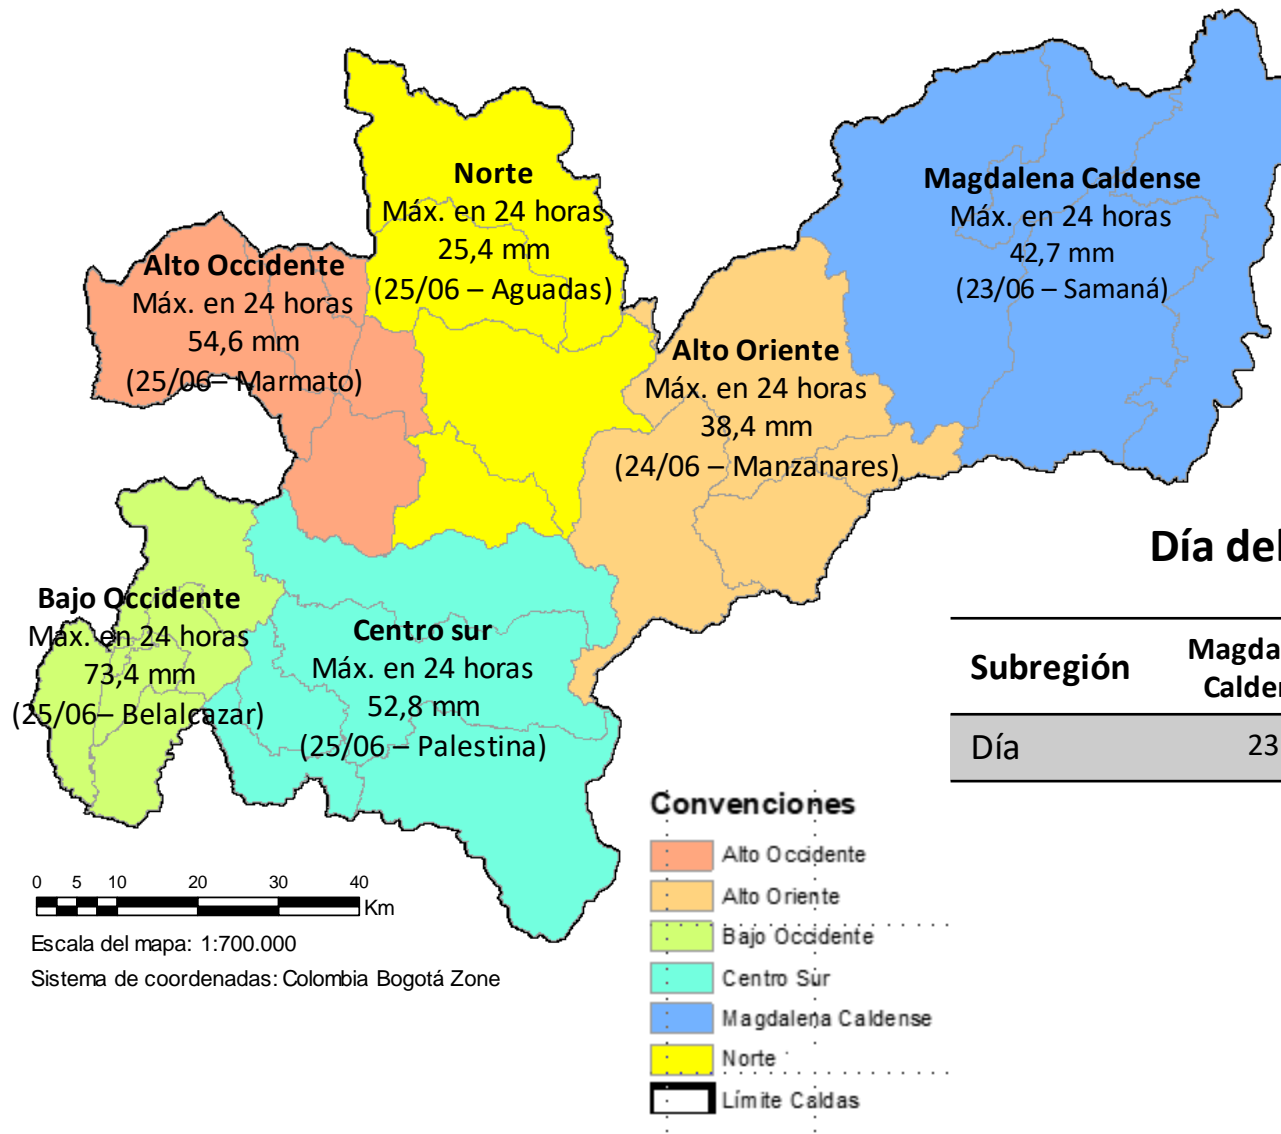 Norte
Máx. en 24 horas
25,4 mm
(25/06 – Aguadas)
Magdalena Caldense
Máx. en 24 horas
42,7 mm
(23/06 – Samaná)
Alto Occidente
Máx. en 24 horas
54,6 mm
(25/06– Marmato)
Alto Oriente
Máx. en 24 horas
38,4 mm
(24/06 – Manzanares)
Bajo Occidente
Máx. en 24 horas
73,4 mm
(25/06– Belalcazar)
Centro sur
Máx. en 24 horas
52,8 mm
(25/06 – Palestina)
Día del
Subregión
Magda
Calde
Día
23
Convenciones
Alto Occidente
Alto Oriente
Bajo Occidente
Centro Sur
Magdalena Caldense
Norte
Límite Caldas
0 5 10 20 30 40
Km
Escala del mapa: 1:700.000
Sistema de coordenadas: Colombia Bogotá Zone